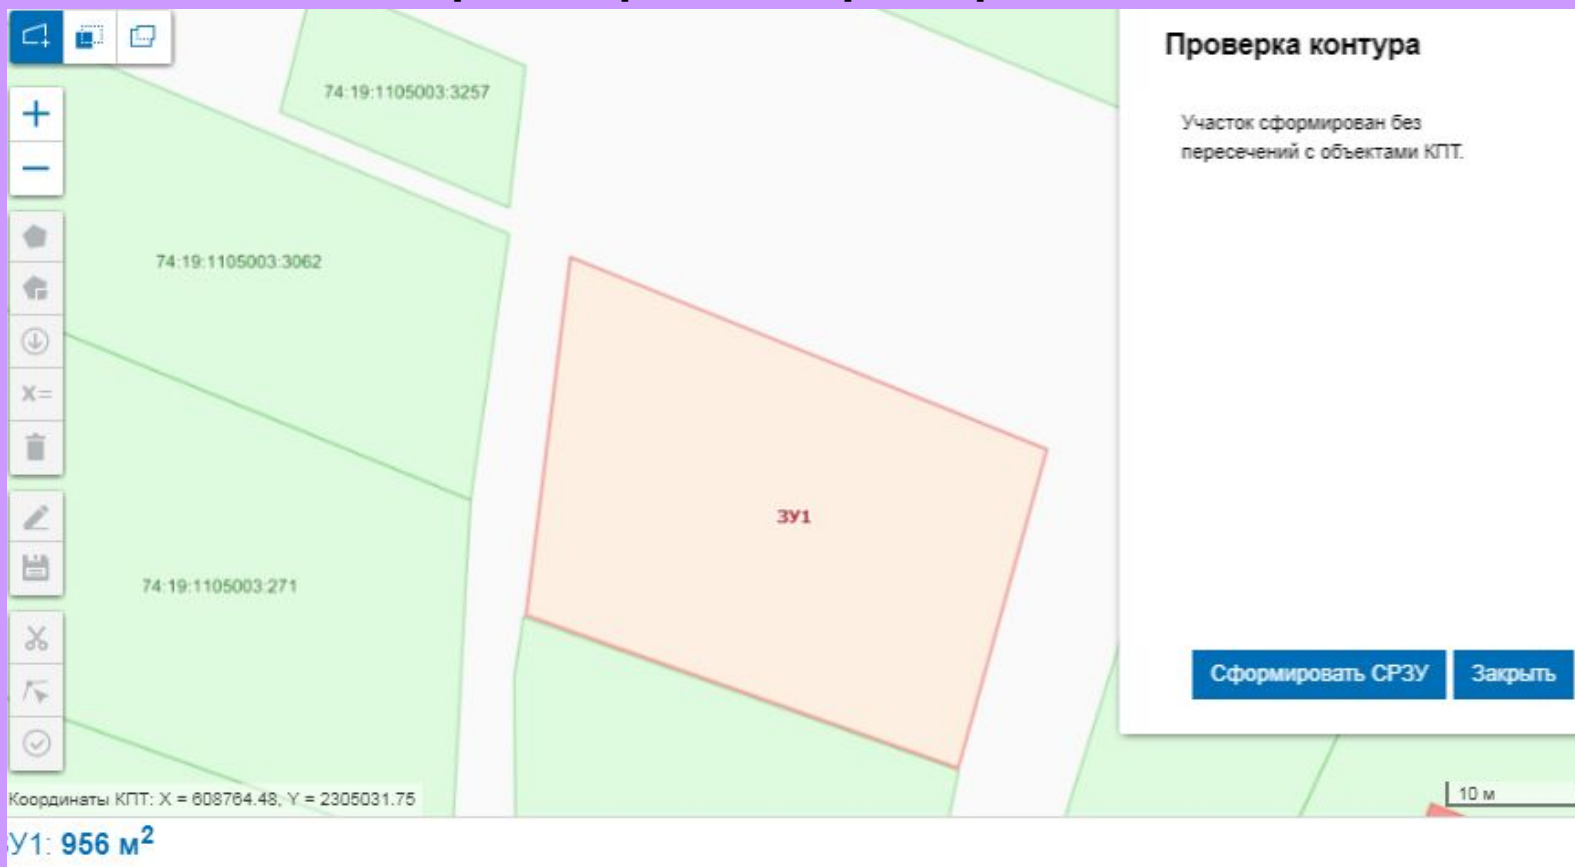 Проверка контура
Участок сформирован без
пересечений с объектами КПТ.
74:19:1105003:3257
74:19:1105003:3062
X=
ЗУ1
74:19:1105003:271
Сформировать СРЗУ Закрыть
Координаты КПТ: X = 608764.48, Y = 2305031.75
10 м
ЗУ1: 956 м²